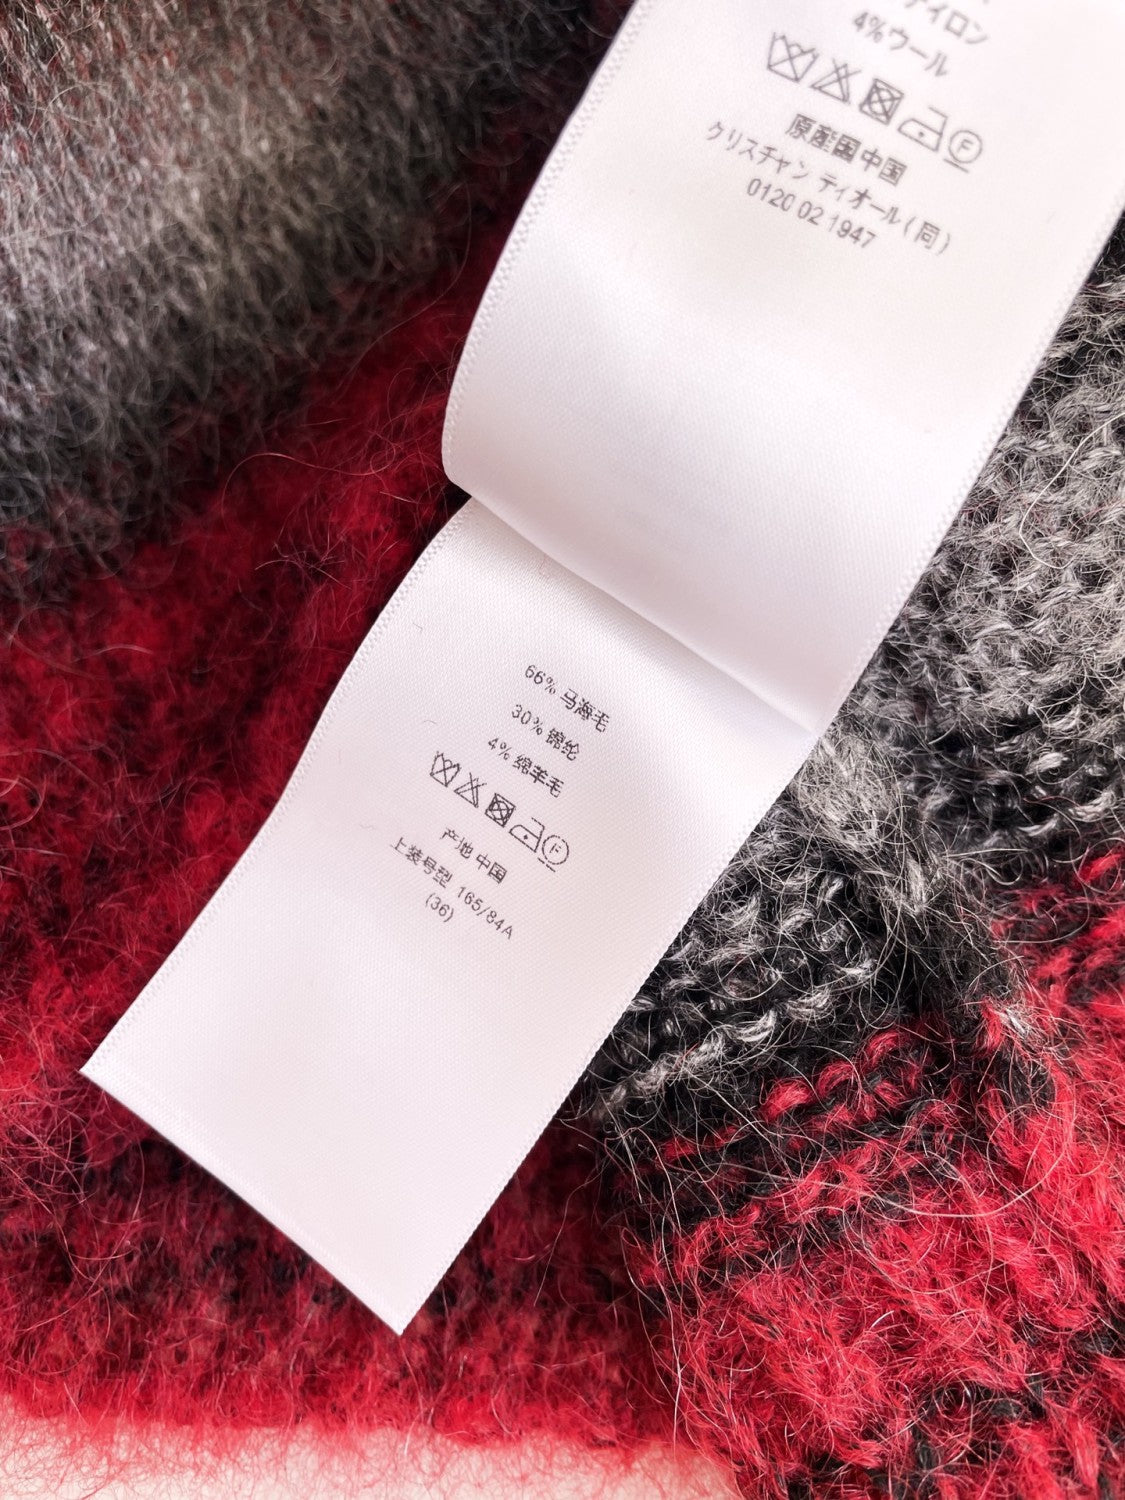 ナイロン
4%ウール
F
原産国 中国
クリスチャン ディオール(同)
0120 02 1947
66% 马海毛
30% 锦纶
4% 绵羊毛
F
产地 中国
上装号型 165/84A
(36)